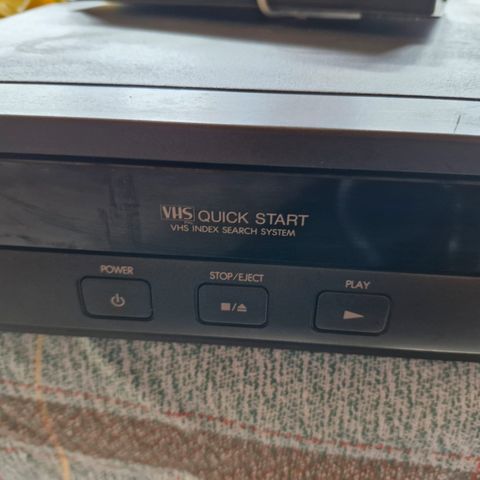 VHS QUICK START
VHS INDEX SEARCH SYSTEM
POWER
STOP/EJECT
PLAY